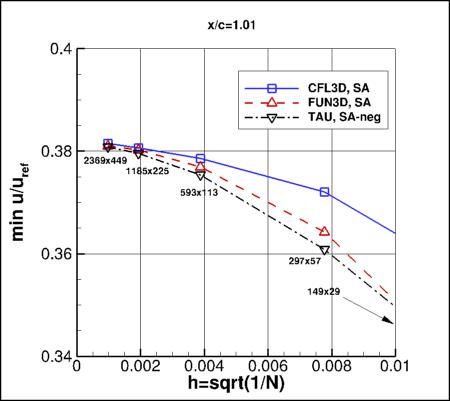 x/c=1.01
0.4
CFL3D, SA
FUN3D, SA
TAU, SA-neg
0.38
2369x449
1185x225
593x113
min u/uref
0.36
297x57
149x29
0.34
0
0.002
0.004
0.006
0.008
0.01
h=sqrt(1/N)